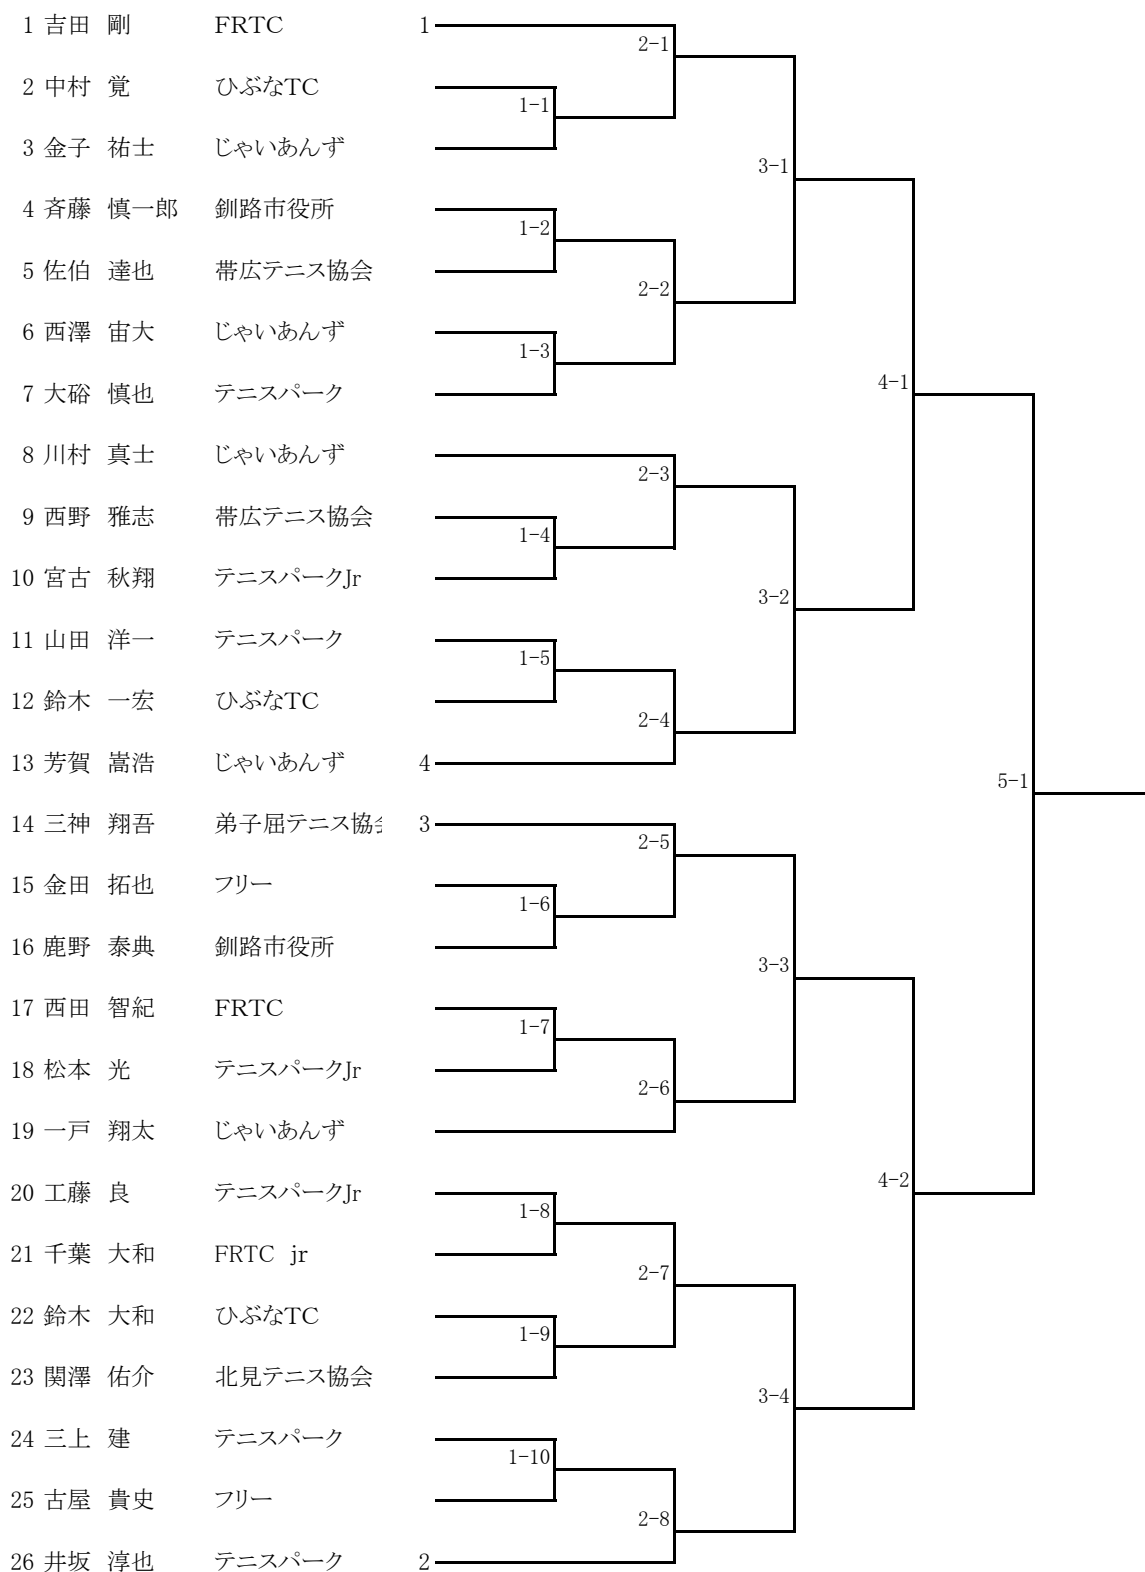 1 吉田 剛 FRTC 1
2-1
2 中村 覚 ひぶなTC
1-1
3 金子 祐士 じゃいあんず
3-1
4 斉藤 慎一郎 釧路市役所
1-2
5 佐伯 達也 帯広テニス協会
2-2
6 西澤 宙大 じゃいあんず
1-3
7 大硲 慎也 テニスパーク
4-1
8 川村 真士 じゃいあんず
2-3
9 西野 雅志 帯広テニス協会
1-4
10 宮古 秋翔 テニスパークJr
3-2
11 山田 洋一 テニスパーク
1-5
12 鈴木 一宏 ひぶなTC
2-4
13 芳賀 嵩浩 じゃいあんず 4
5-1
14 三神 翔吾 弟子屈テニス協 3
2-5
15 金田 拓也 フリー
1-6
16 鹿野 泰典 釧路市役所
3-3
17 西田 智紀 FRTC
1-7
18 松本 光 テニスパークJr
2-6
19 一戸 翔太 じゃいあんず
4-2
20 工藤 良 テニスパークJr
1-8
21 千葉 大和 FRTC jr
2-7
22 鈴木 大和 ひぶなTC
1-9
23 関澤 佑介 北見テニス協会
3-4
24 三上 建 テニスパーク
1-10
25 古屋 貴史 フリー
2-8
26 井坂 淳也 テニスパーク 2